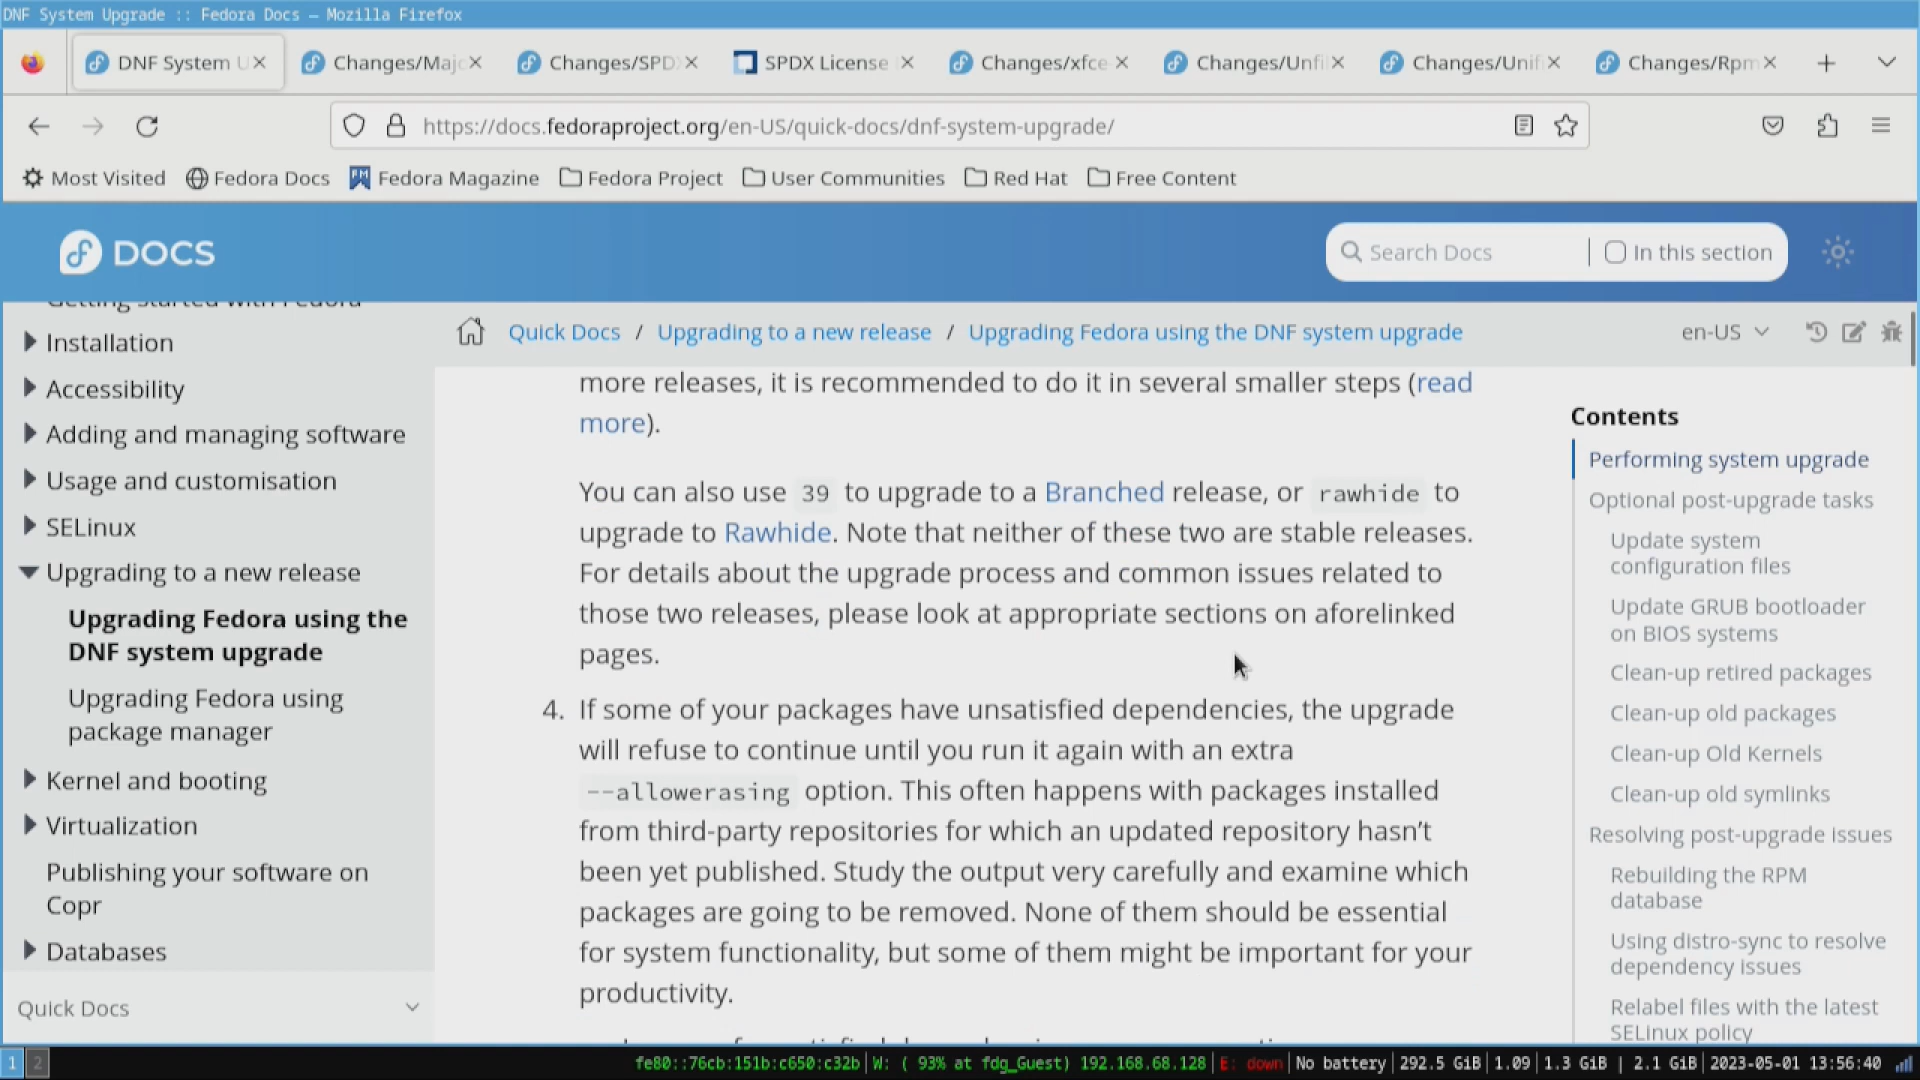 DNF System Upgrade :: Fedora Docs — Mozilla Firefox
DNF System U
Changes/Majo
Changes/SPD
SPDX License
Changes/xfce
Changes/Unfi
Changes/Unif
Changes/Rpm
https://docs.fedoraproject.org/en-US/quick-docs/dnf-system-upgrade/
Most Visited
Fedora Docs
Fedora Magazine
Fedora Project
User Communities
Red Hat
Free Content
DOCS
Search Docs
In this section
Getting started with Fedora
Installation
Accessibility
Adding and managing software
Usage and customisation
SELinux
Upgrading to a new release
Upgrading Fedora using the
DNF system upgrade
Upgrading Fedora using
package manager
Kernel and booting
Virtualization
Publishing your software on
Copr
Databases
Quick Docs
Quick Docs / Upgrading to a new release / Upgrading Fedora using the DNF system upgrade
en-US
more releases, it is recommended to do it in several smaller steps (read
more).
You can also use 39 to upgrade to a Branched release, or rawhide to
upgrade to Rawhide. Note that neither of these two are stable releases.
For details about the upgrade process and common issues related to
those two releases, please look at appropriate sections on aforelinked
pages.
4. If some of your packages have unsatisfied dependencies, the upgrade
will refuse to continue until you run it again with an extra
--allowerasing option. This often happens with packages installed
from third-party repositories for which an updated repository hasn't
been yet published. Study the output very carefully and examine which
packages are going to be removed. None of them should be essential
for system functionality, but some of them might be important for your
productivity.
Contents
Performing system upgrade
Optional post-upgrade tasks
Update system
configuration files
Update GRUB bootloader
on BIOS systems
Clean-up retired packages
Clean-up old packages
Clean-up Old Kernels
Clean-up old symlinks
Resolving post-upgrade issues
Rebuilding the RPM
database
Using distro-sync to resolve
dependency issues
Relabel files with the latest
SELinux policy
1 2
fe80::76cb:151b:c650:c32b|W: ( 93% at fdg_Guest) 192.168.68.128|E: down|No battery|292.5 GiB|1.09|1.3 GiB | 2.1 GiB|2023-05-01 13:56:40